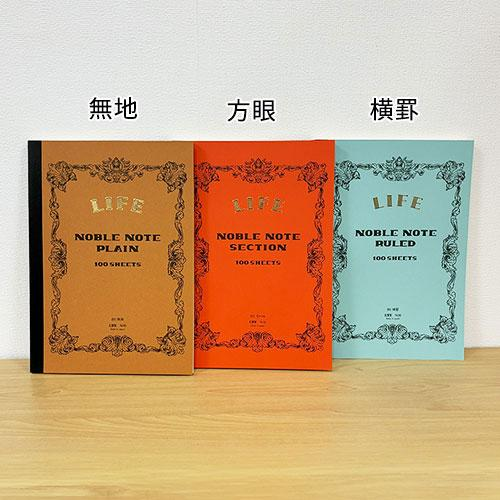 無地
方眼
横罫
LIFE
NOBLE NOTE
PLAIN
100 SHEETS
LIFE
NOBLE NOTE
SECTION
100 SHEETS
LIFE
NOBLE NOTE
RULED
100 SHEETS